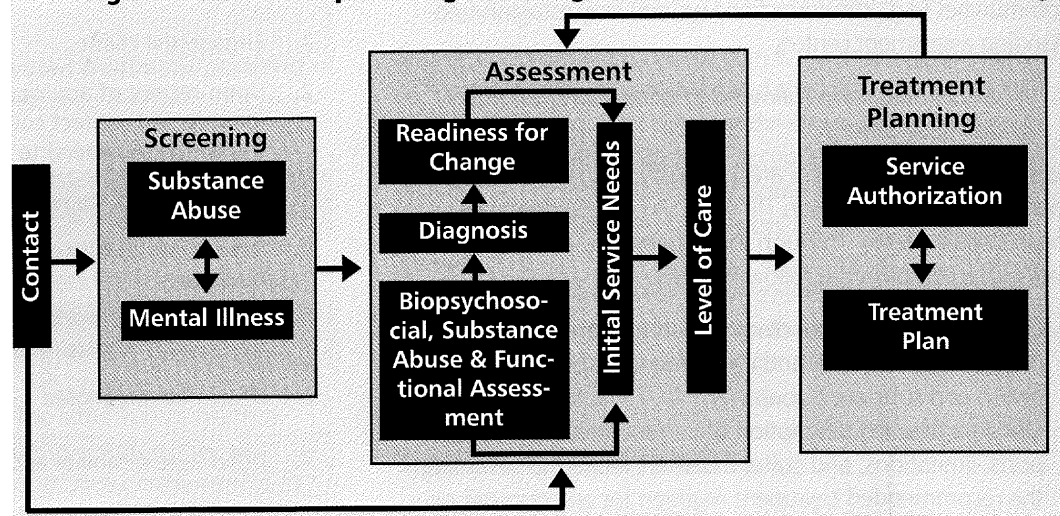 Contact
Screening
Substance
Abuse
Mental Illness
Assessment
Readiness for
Change
Diagnosis
Biopsychoso-
cial, Substance
Abuse & Func-
tional Assess-
ment
Initial Service Needs
Level of Care
Treatment
Planning
Service
Authorization
Treatment
Plan